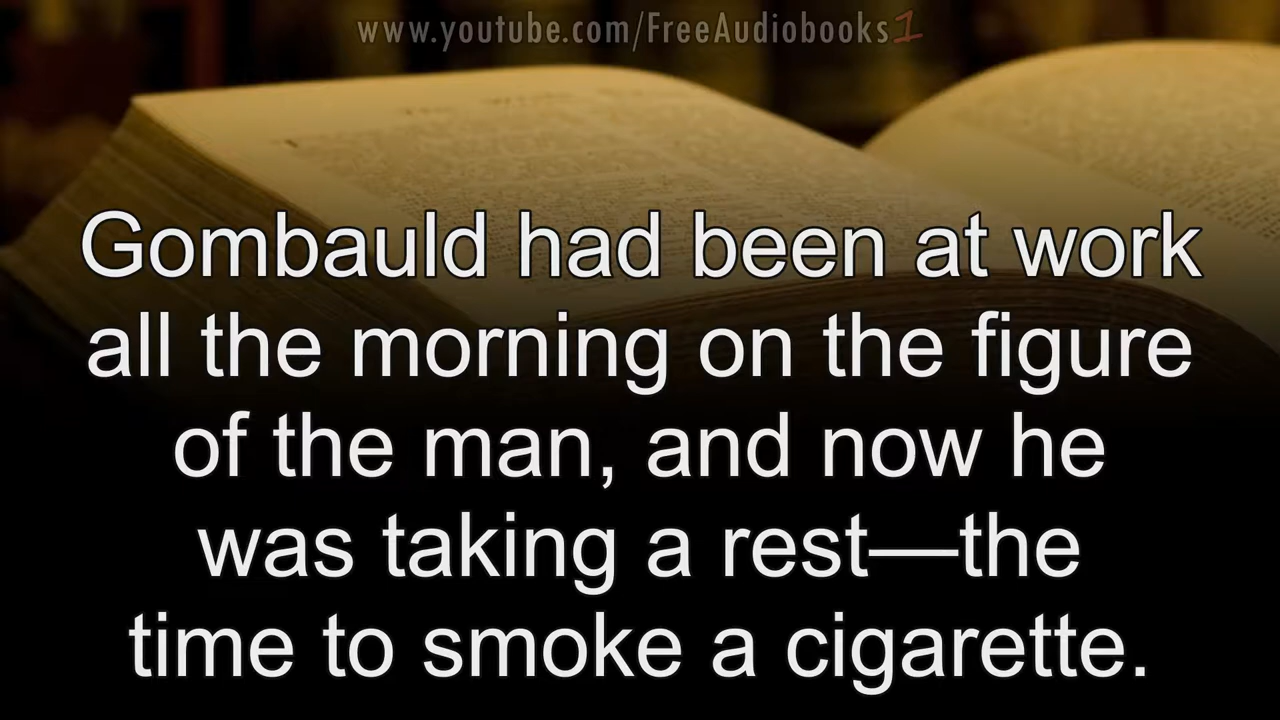 www.youtube.com/FreeAudiobooks1
Gombauld had been at work
all the morning on the figure
of the man, and now he
was taking a rest—the
time to smoke a cigarette.